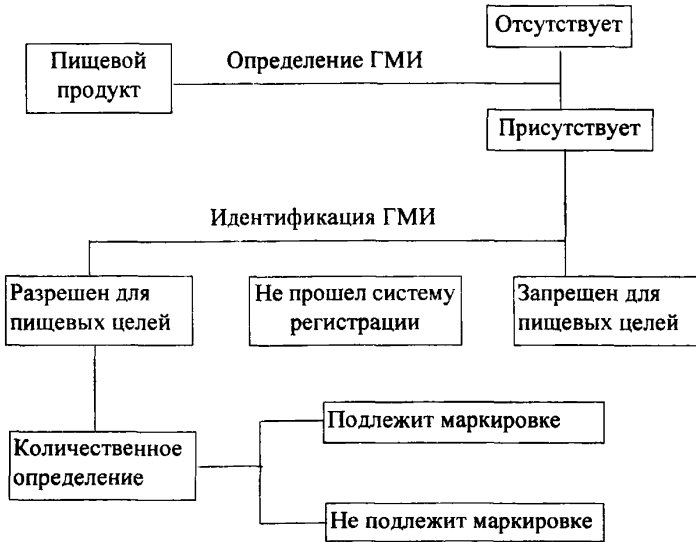 Отсутствует
Пищевой
продукт
Определение ГМИ
Присутствует
Идентификация ГМИ
Разрешен для
пищевых целей
Не прошел систему
регистрации
Запрешен для
пищевых целей
Количественное
определение
Подлежит маркировке
Не подлежит маркировке